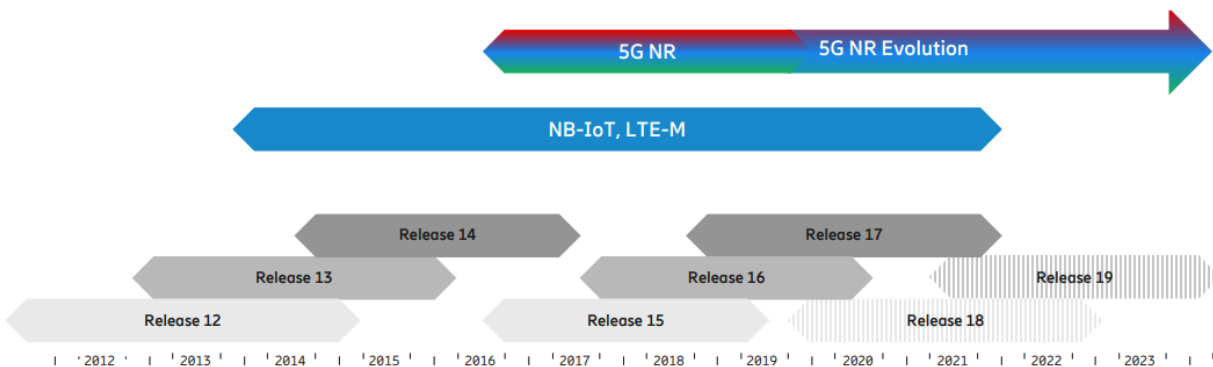 5G NR
5G NR Evolution
NB-IoT, LTE-M
Release 14
Release 17
Release 13
Release 16
Release 19
Release 12
Release 15
Release 18
2012 2013 2014 2015 2016 2017 2018 2019 2020 2021 2022 2023